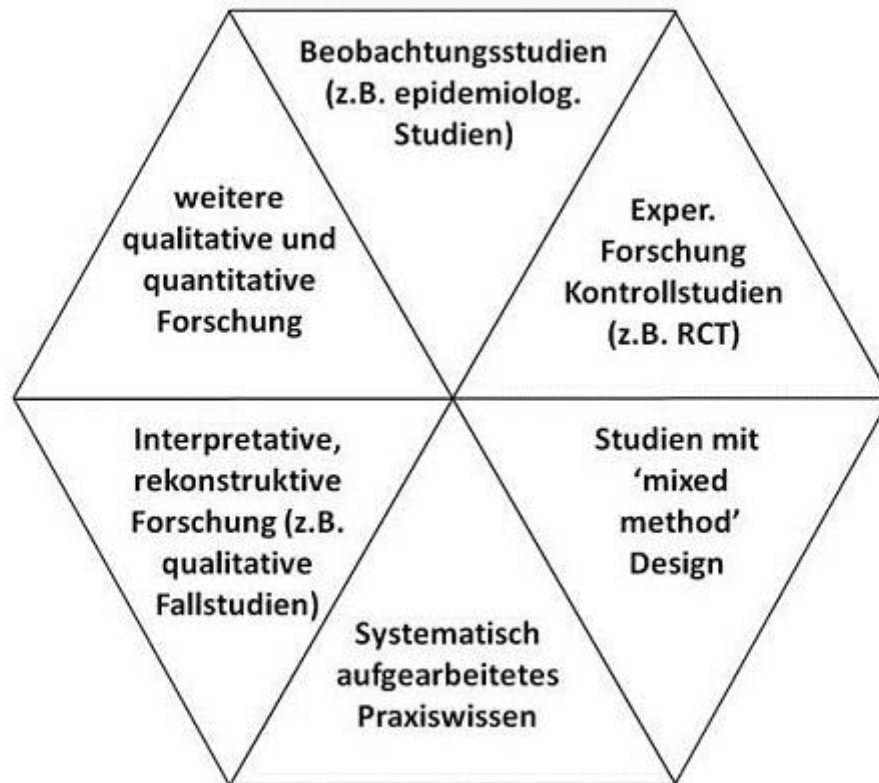 Beobachtungsstudien
(z.B. epidemiolog.
Studien)
weitere
qualitative und
quantitative
Forschung
Exper.
Forschung
Kontrollstudien
(z.B. RCT)
Interpretative,
rekonstruktive
Forschung (z.B.
qualitative
Fallstudien)
Studien mit
‘mixed
method’
Design
Systematisch
aufgearbeitetes
Praxiswissen